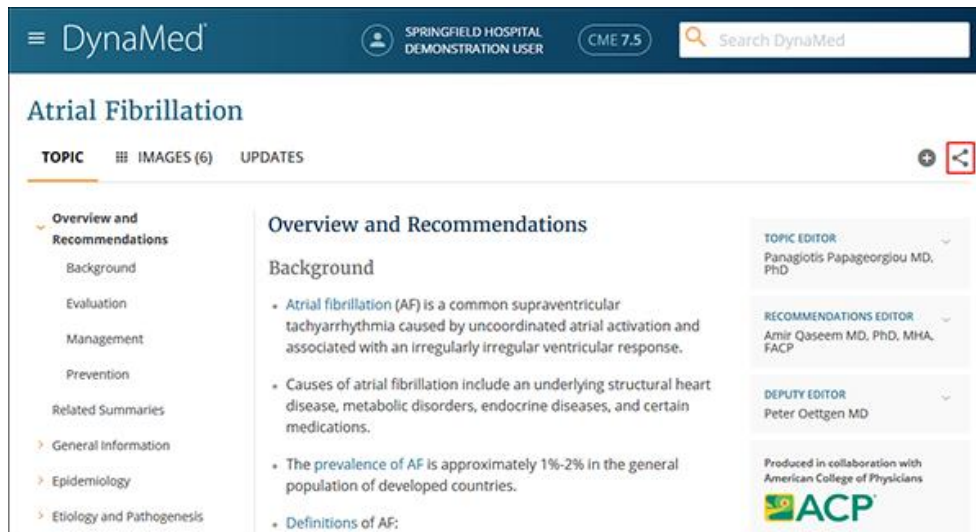 DynaMed
SPRINGFIELD HOSPITAL
DEMONSTRATION USER
CME 7.5
Search DynaMed
Atrial Fibrillation
TOPIC
IMAGES (6)
UPDATES
Overview and
Recommendations
Background
Evaluation
Management
Prevention
Related Summaries
General Information
Epidemiology
Etiology and Pathogenesis
Overview and Recommendations
Background
• Atrial fibrillation (AF) is a common supraventricular
tachyarrhythmia caused by uncoordinated atrial activation and
associated with an irregularly irregular ventricular response.
• Causes of atrial fibrillation include an underlying structural heart
disease, metabolic disorders, endocrine diseases, and certain
medications.
• The prevalence of AF is approximately 1%-2% in the general
population of developed countries.
• Definitions of AF:
TOPIC EDITOR
Panagiotis Papageorgiou MD,
PhD
RECOMMENDATIONS EDITOR
Amir Qaseem MD, PhD, MHA,
FACP
DEPUTY EDITOR
Peter Oettgen MD
Produced in collaboration with
American College of Physicians
ACP